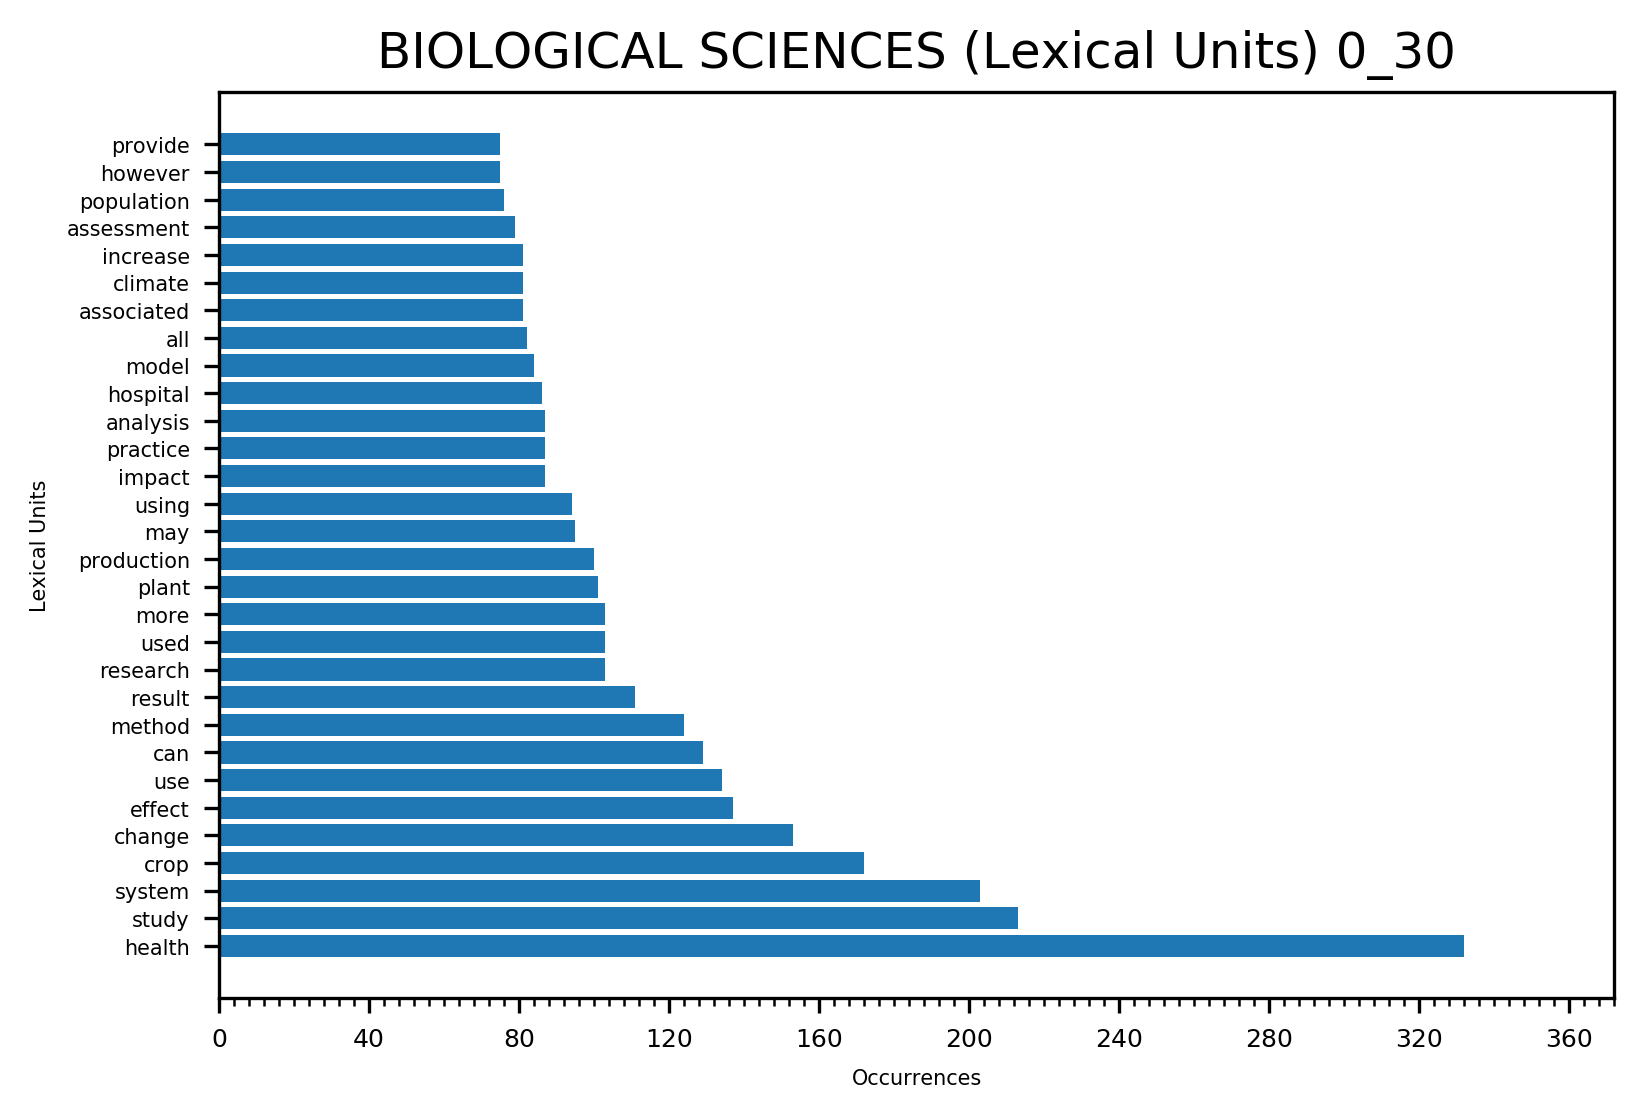 BIOLOGICAL SCIENCES (Lexical Units) 0_30
provide
however
population
assessment
increase
climate
associated
all
model
hospital
analysis
practice
impact
using
may
production
plant
more
used
research
result
method
can
use
effect
change
crop
system
study
health
Lexical Units
0 40 80 120 160 200 240 280 320 360
Occurrences